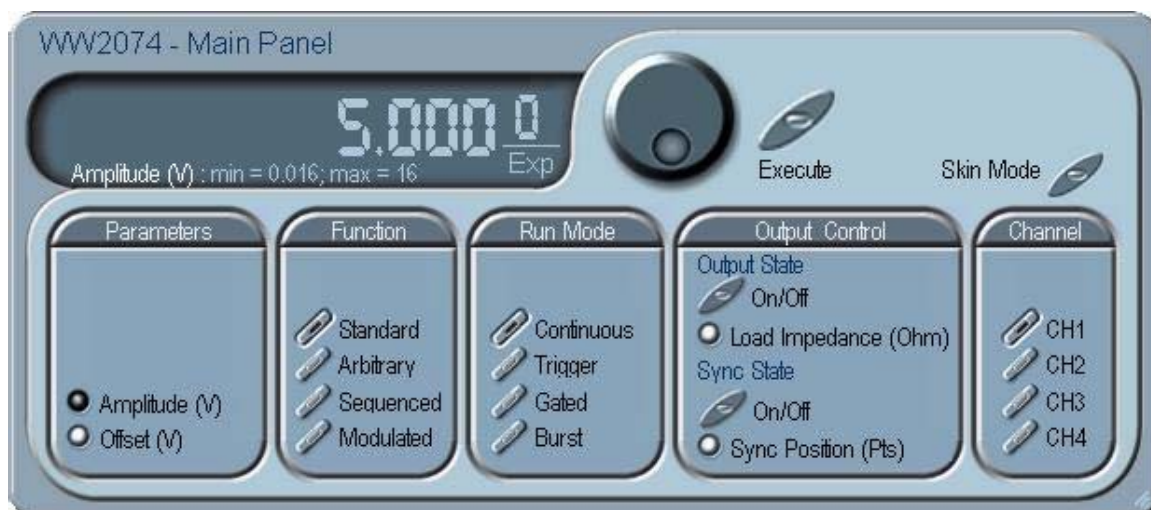 WW2074 - Main Panel
5.000 0
Exp
Amplitude (V) : min = 0.016; max = 16
Execute
Skin Mode
Parameters
Amplitude (V)
Offset (V)
Function
Standard
Arbitrary
Sequenced
Modulated
Run Mode
Continuous
Trigger
Gated
Burst
Output Control
Output State
On/Off
Load Impedance (Ohm)
Sync State
On/Off
Sync Position (Pts)
Channel
CH1
CH2
CH3
CH4